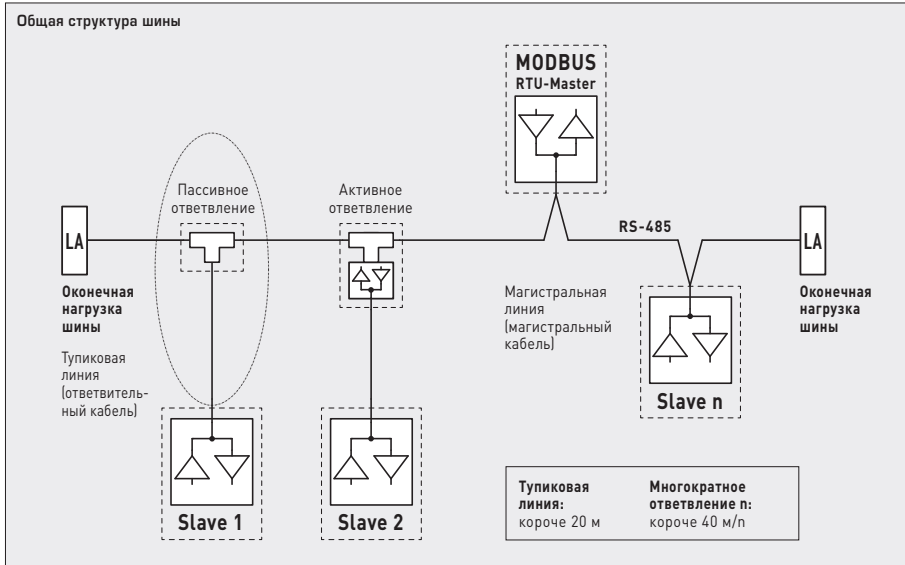 Общая структура шины
MODBUS
RTU-Master
Пассивное
ответвление
Активное
ответвление
RS-485
LA
LA
Оконечная
нагрузка
шины
Магистральная
линия
(магистральный
кабель)
Оконечная
нагрузка
шины
Тупиковая
линия
(ответвитель-
ный кабель)
Slave n
Slave 1
Slave 2
Тупиковая
линия:
короче 20 м
Многократное
ответвление n:
короче 40 м/n